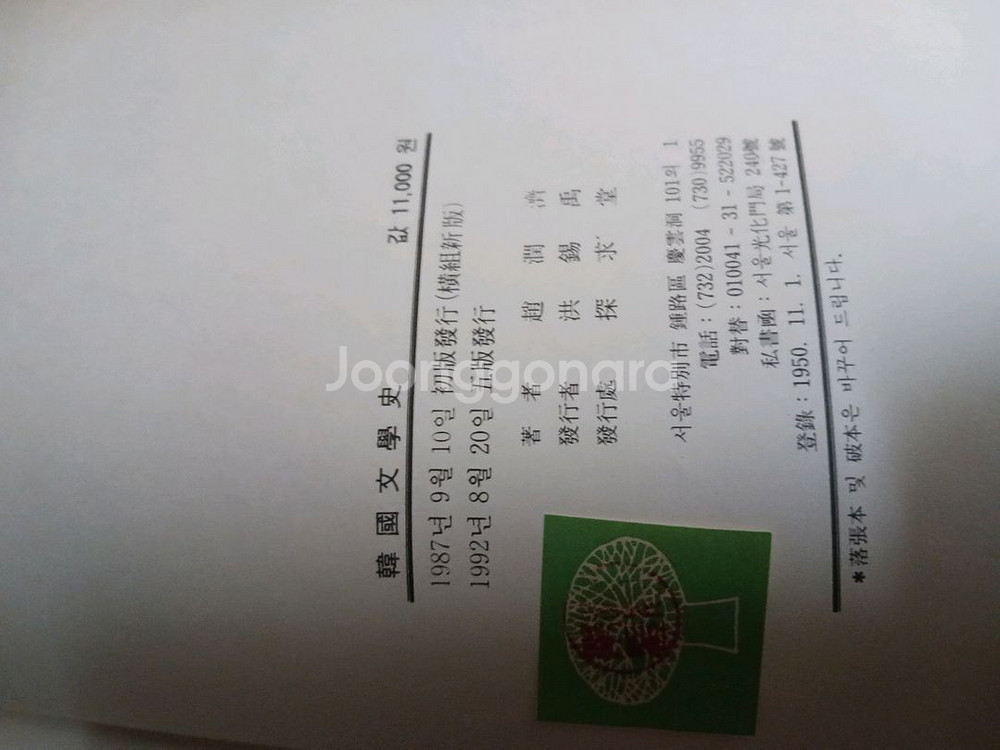 韓國文學史
값 11,000 원
1987년 9월 10일 初版發行(橫組新版)
1992년 8월 20일 五版發行
著者 趙潤濟
發行者 洪錫禹
發行處 探求堂
서울特別市 鍾路區 慶雲洞 101의 1
電話 : (732)2004 (730)9955
對替 : 010041 - 31 - 522029
私書函 : 서울光化門局 240號
登錄 : 1950. 11. 1. 서울 第1-427號
*落張本 및 破本은 바꾸어 드립니다.
Joonggonara